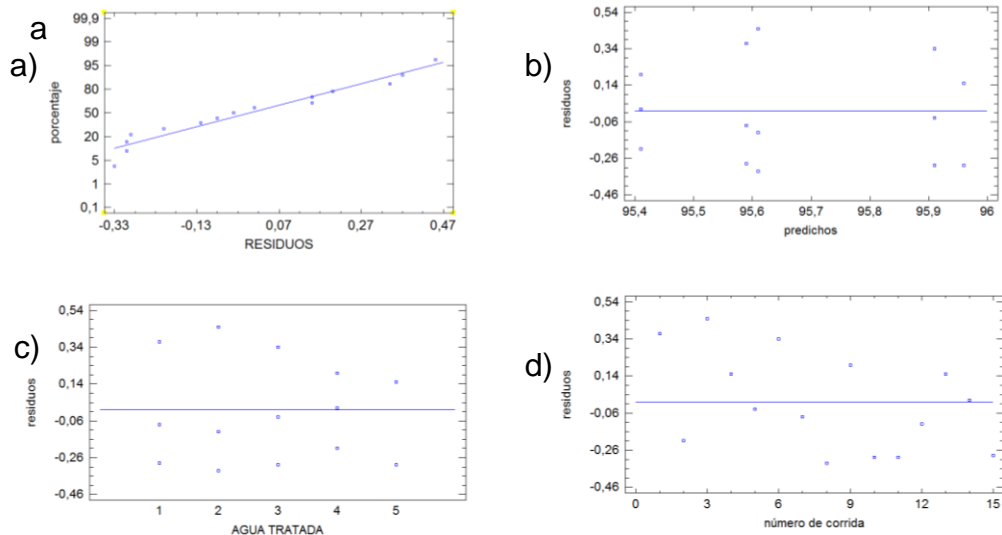 a
a)
99,9
99
95
80
50
20
5
1
0,1
porcentaje
-0,33 -0,13 0,07 0,27 0,47
RESIDUOS
b)
0,54
0,34
0,14
-0,06
-0,26
-0,46
residuos
95,4 95,5 95,6 95,7 95,8 95,9 96
predichos
c)
0,54
0,34
0,14
-0,06
-0,26
-0,46
residuos
1 2 3 4 5
AGUA TRATADA
d)
0,54
0,34
0,14
-0,06
-0,26
-0,46
residuos
0 3 6 9 12 15
número de corrida